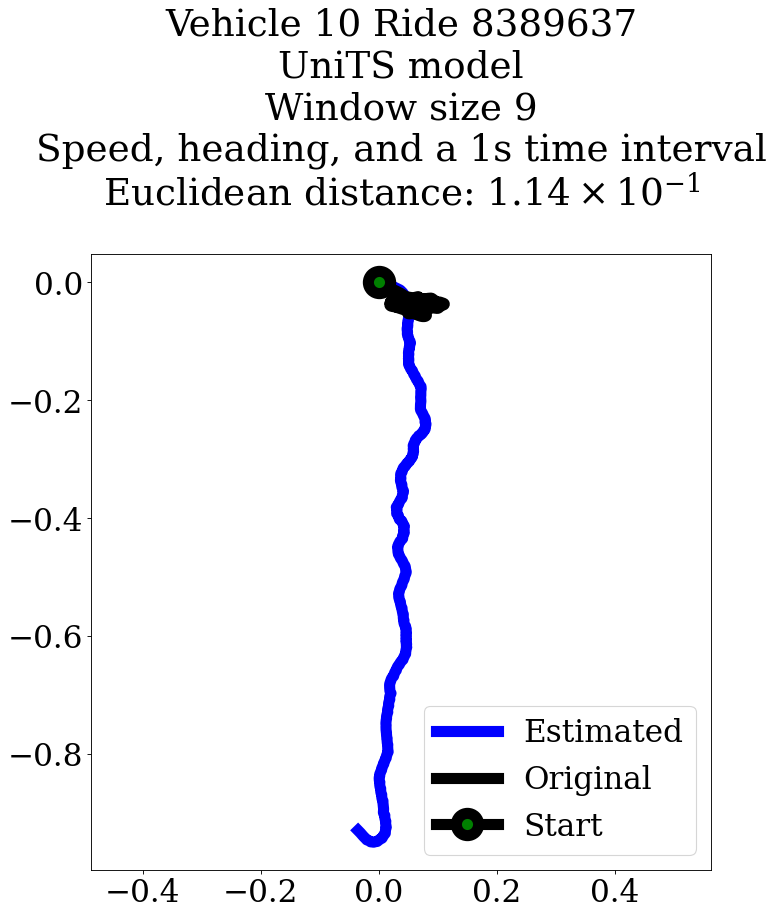 Vehicle 10 Ride 8389637
UniTS model
Window size 9
Speed, heading, and a 1s time interval
Euclidean distance: 1.14 × 10⁻¹
0.0
−0.2
−0.4
−0.6
−0.8
Estimated
Original
Start
−0.4 −0.2 0.0 0.2 0.4